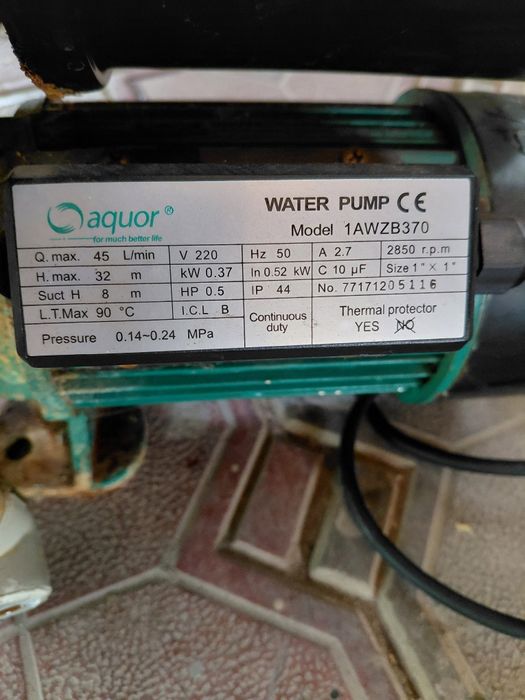 aquor ®
for much better life
WATER PUMP CE
Model 1AWZB370
Q. max. 45 L/min V 220 Hz 50 A 2.7 2850 r.p.m
H. max. 32 m kW 0.37 In 0.52 kW C 10 μF Size 1" × 1"
Suct H 8 m HP 0.5 IP 44 No. 77171205116
L.T.Max 90 °C I.C.L B Continuous duty Thermal protector
Pressure 0.14~0.24 MPa YES NO